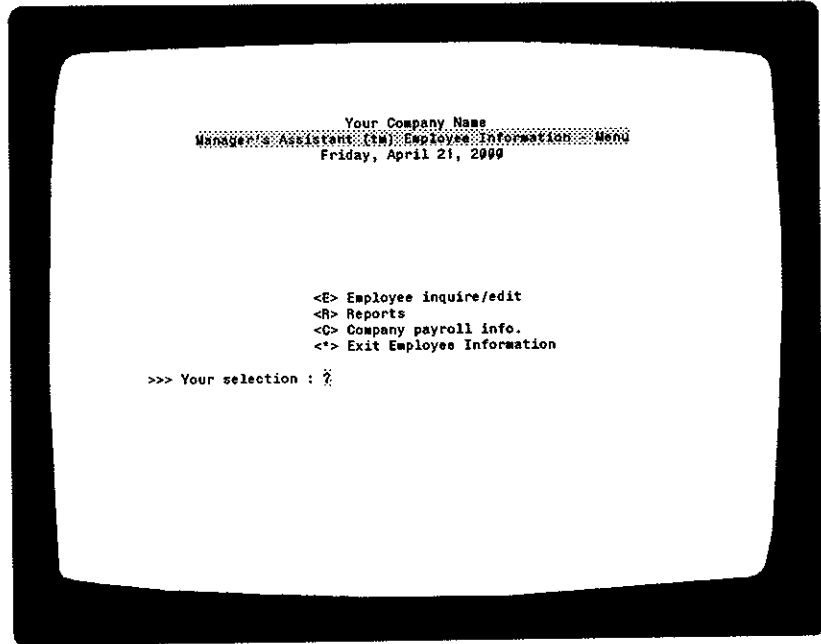 Your Company Name
Manager's Assistant (tm) Employee Information - Menu
Friday, April 21, 2000
<E> Employee inquire/edit
<R> Reports
<C> Company payroll info.
<*> Exit Employee Information
>>> Your selection : ?